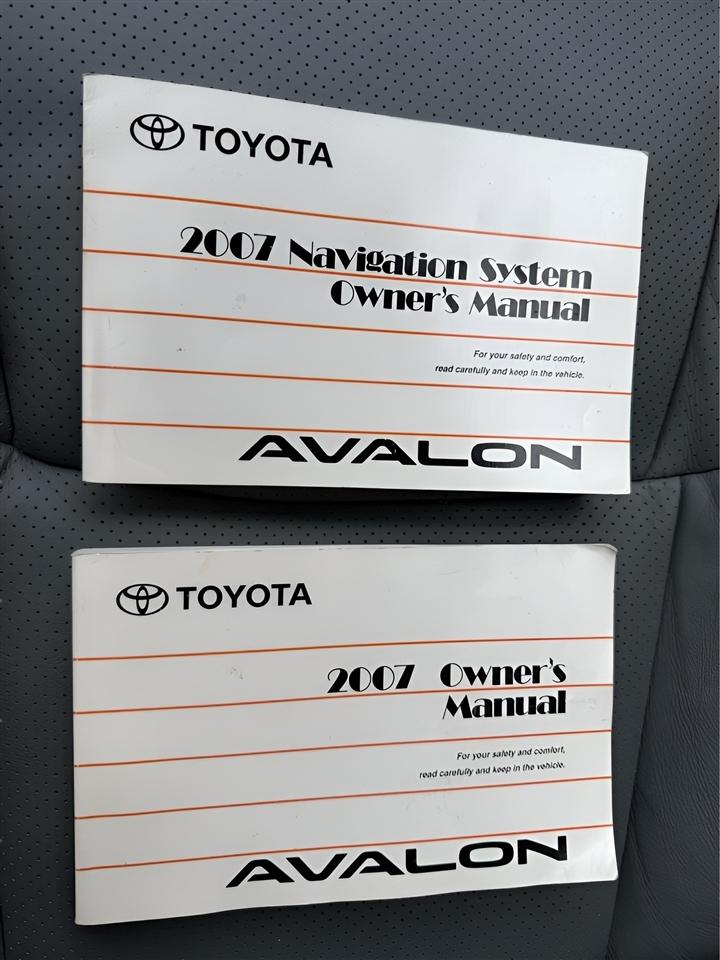 TOYOTA
2007 Navigation System
Owner's Manual
For your safety and comfort,
read carefully and keep in the vehicle.
AVALON
TOYOTA
2007 Owner's
Manual
For your safety and comfort,
read carefully and keep in the vehicle.
AVALON